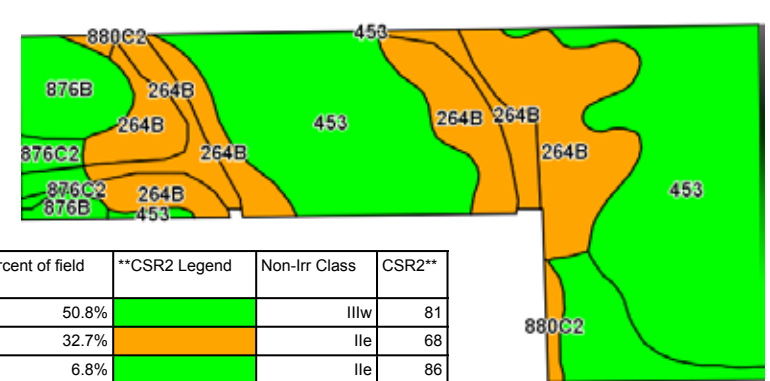 880C2
453
876B
264B
264B
453
264B
264B
876C2
264B
264B
876C2
264B
453
876B
453
rcent of field **CSR2 Legend Non-Irr Class CSR2**
50.8% IIIw 81
32.7% IIe 68
880C2
6.8% IIe 86